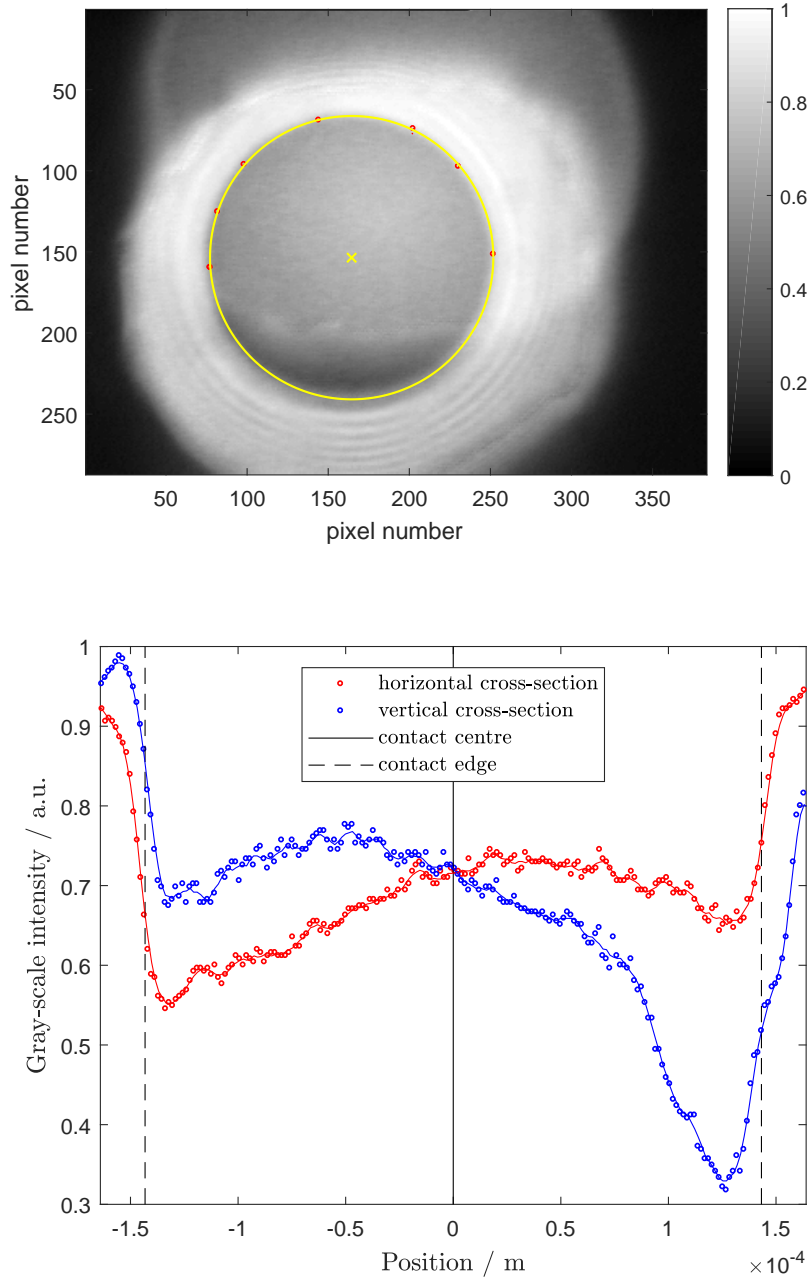 50
100
150
200
250
pixel number
50 100 150 200 250 300 350
pixel number
1
0.8
0.6
0.4
0.2
0
1
0.9
0.8
0.7
0.6
0.5
0.4
0.3
Gray-scale intensity / a.u.
horizontal cross-section
vertical cross-section
contact centre
contact edge
-1.5 -1 -0.5 0 0.5 1 1.5
Position / m
×10⁻⁴